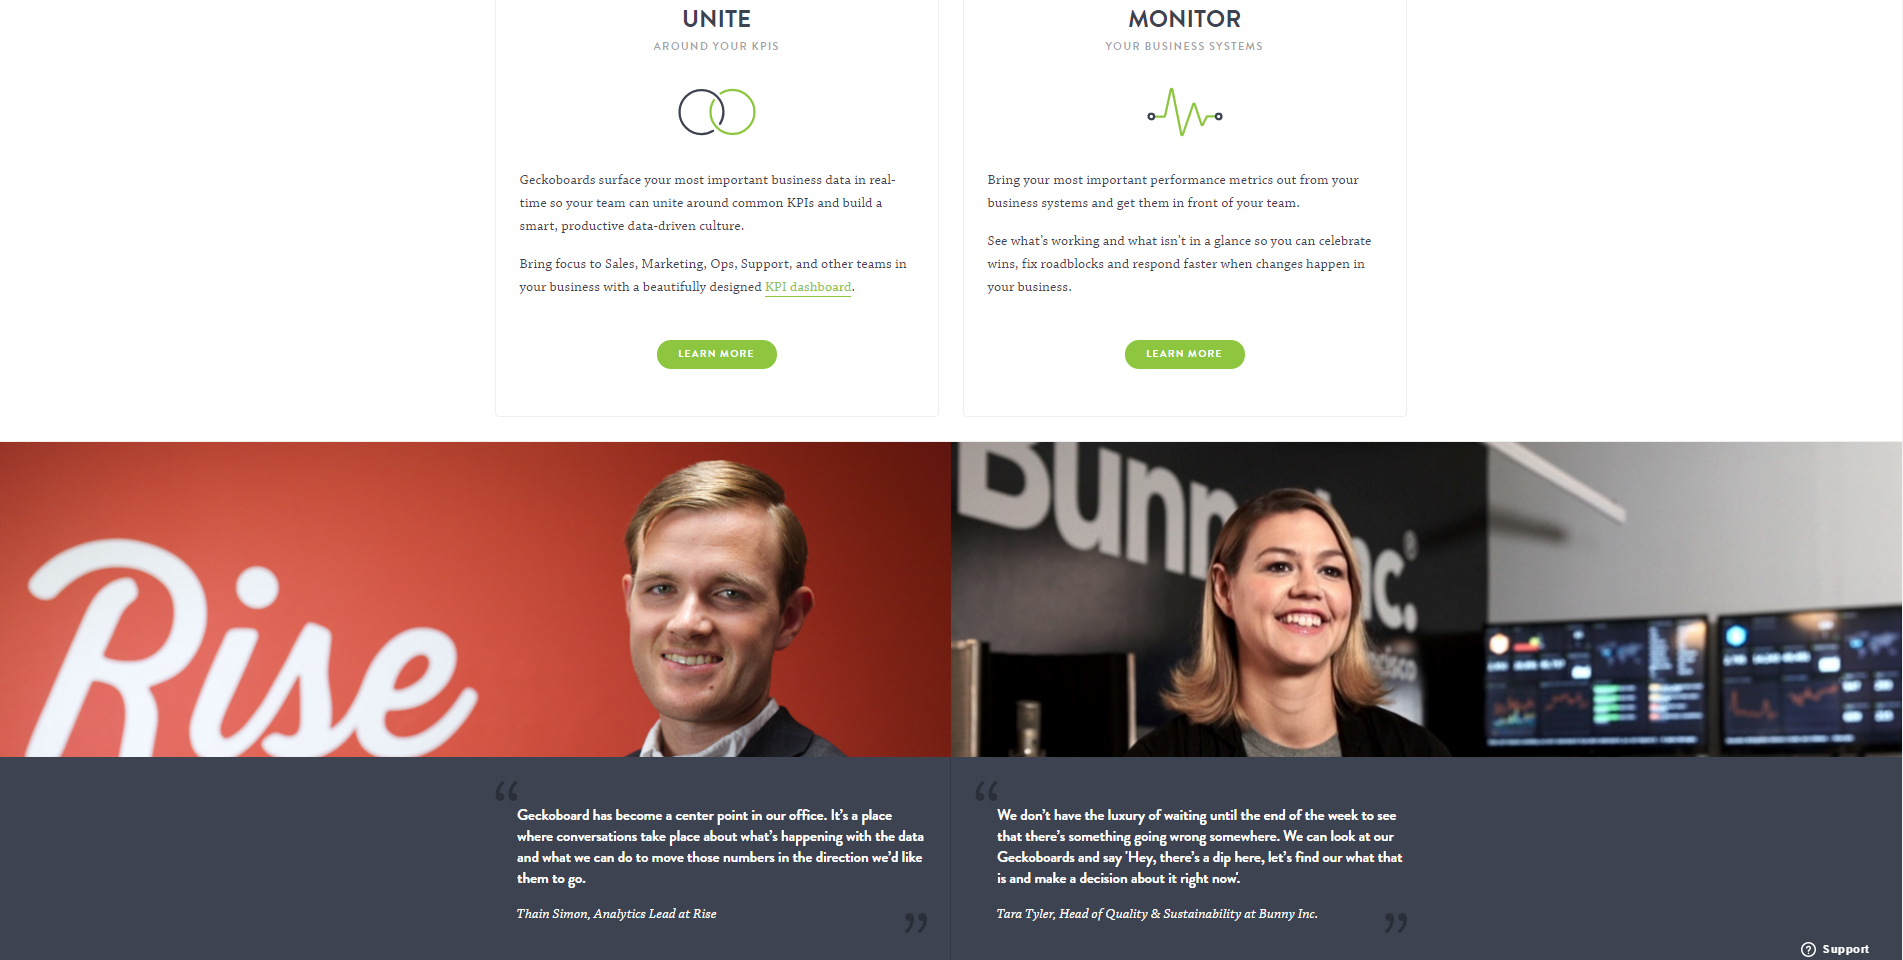 UNITE
AROUND YOUR KPIS
Geckoboards surface your most important business data in real-
time so your team can unite around common KPIs and build a
smart, productive data-driven culture.
Bring focus to Sales, Marketing, Ops, Support, and other teams in
your business with a beautifully designed KPI dashboard.
LEARN MORE
MONITOR
YOUR BUSINESS SYSTEMS
Bring your most important performance metrics out from your
business systems and get them in front of your team.
See what’s working and what isn’t in a glance so you can celebrate
wins, fix roadblocks and respond faster when changes happen in
your business.
LEARN MORE
Rise
Bunn Inc.®
“
Geckoboard has become a center point in our office. It’s a place
where conversations take place about what’s happening with the data
and what we can do to move those numbers in the direction we’d like
them to go.
Thain Simon, Analytics Lead at Rise
”
“
We don’t have the luxury of waiting until the end of the week to see
that there’s something going wrong somewhere. We can look at our
Geckoboards and say 'Hey, there’s a dip here, let’s find our what that
is and make a decision about it right now'.
Tara Tyler, Head of Quality & Sustainability at Bunny Inc.
”
Support